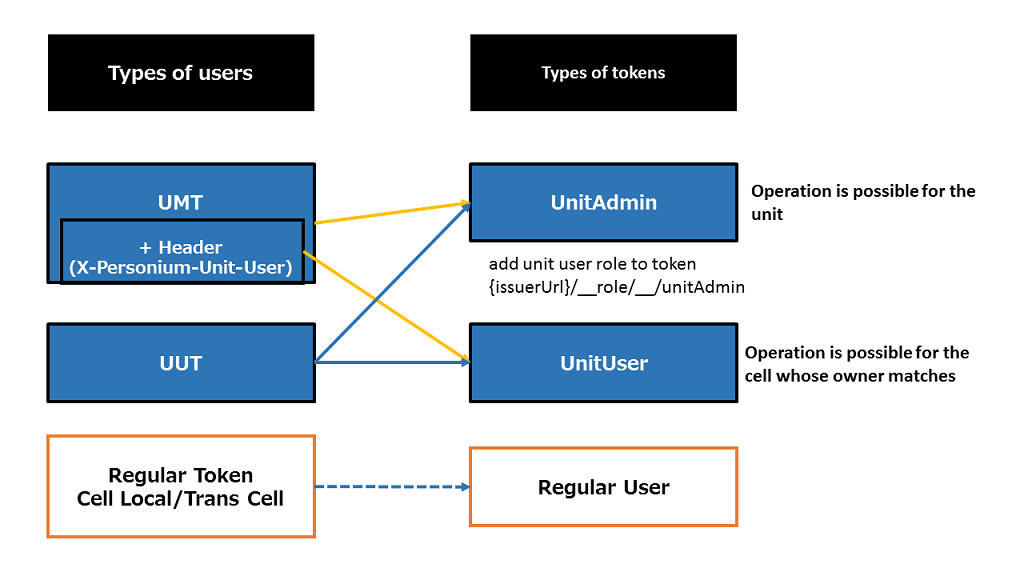 Types of users
Types of tokens
UMT
+ Header
(X-Personium-Unit-User)
UnitAdmin
Operation is possible for the
unit
add unit user role to token
{issuerUrl}/__role/__/unitAdmin
UUT
UnitUser
Operation is possible for the
cell whose owner matches
Regular Token
Cell Local/Trans Cell
Regular User